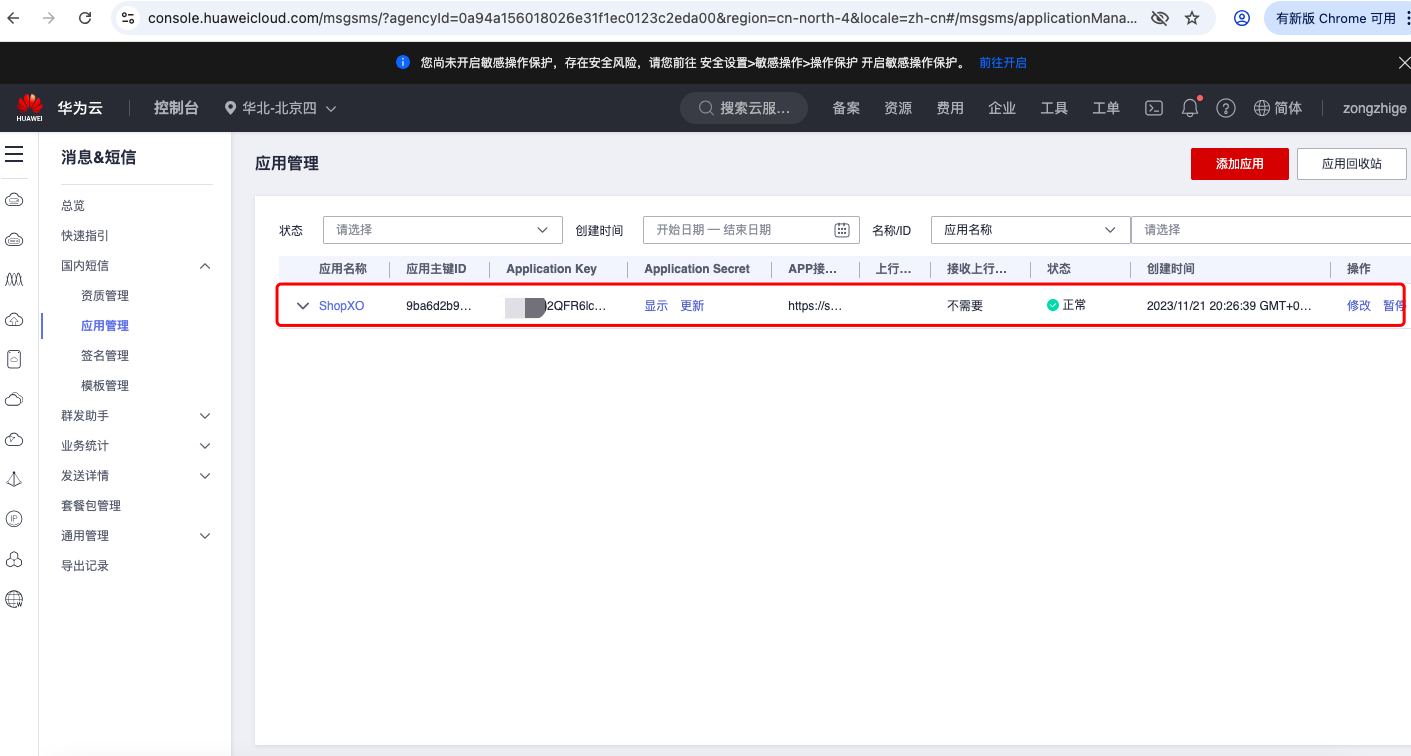 console.huaweicloud.com/msgsms/?agencyId=0a94a156018026e31f1ec0123c2eda00&region=cn-north-4&locale=zh-cn#/msgsms/applicationMana... 有新版 Chrome 可用
您尚未开启敏感操作保护，存在安全风险，请您前往 安全设置>敏感操作>操作保护 开启敏感操作保护。 前往开启
HUAWEI 华为云 控制台 华北-北京四 搜索云服... 备案 资源 费用 企业 工具 工单 简体 zongzhige
消息&短信
总览
快速指引
国内短信
资质管理
应用管理
签名管理
模板管理
群发助手
业务统计
发送详情
套餐包管理
通用管理
导出记录
IP
W
应用管理 添加应用 应用回收站
状态 请选择 创建时间 开始日期 — 结束日期 名称/ID 应用名称 请选择
应用名称 应用主键ID Application Key Application Secret APP接... 上行... 接收上行... 状态 创建时间 操作
ShopXO 9ba6d2b9... 2QFR6lc... 显示 更新 https://s... 不需要 正常 2023/11/21 20:26:39 GMT+0... 修改 暂停